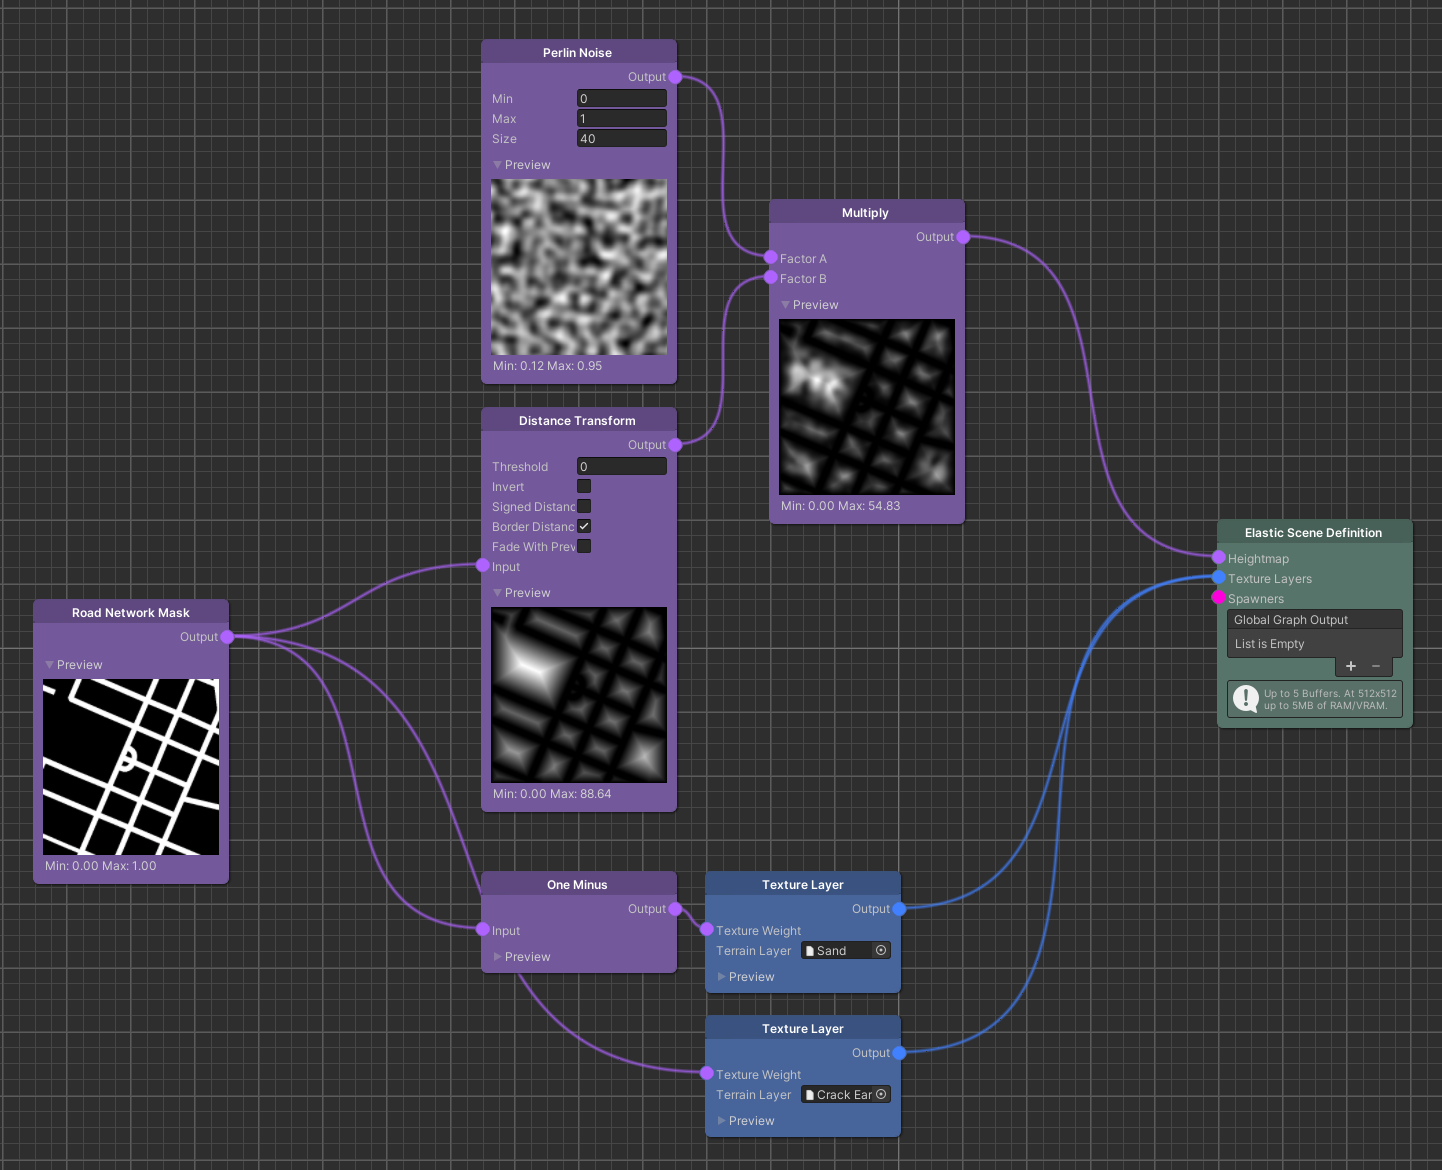 Perlin Noise
Output
Min 0
Max 1
Size 40
Preview
Min: 0.12 Max: 0.95
Multiply
Output
Factor A
Factor B
Preview
Min: 0.00 Max: 54.83
Distance Transform
Output
Threshold 0
Invert
Signed Distanc
Border Distanc
Fade With Prev
Input
Preview
Min: 0.00 Max: 88.64
Elastic Scene Definition
Heightmap
Texture Layers
Spawners
Global Graph Output
List is Empty
Up to 5 Buffers. At 512x512
up to 5MB of RAM/VRAM.
Road Network Mask
Output
Preview
Min: 0.00 Max: 1.00
One Minus
Output
Input
Preview
Texture Layer
Output
Texture Weight
Terrain Layer Sand
Preview
Texture Layer
Output
Texture Weight
Terrain Layer Crack Ear
Preview